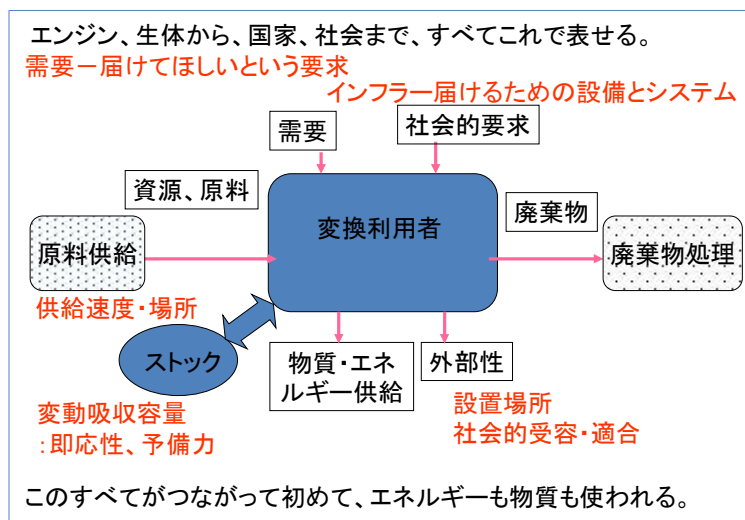 エンジン、生体から、国家、社会まで、すべてこれで表せる。
需要－届けてほしいという要求
インフラー届けるための設備とシステム
需要
社会的要求
資源、原料
変換利用者
廃棄物
原料供給
廃棄物処理
供給速度・場所
ストック
物質・エネ
ルギー供給
外部性
変動吸収容量
：即応性、予備力
設置場所
社会的受容・適合
このすべてがつながって初めて、エネルギーも物質も使われる。